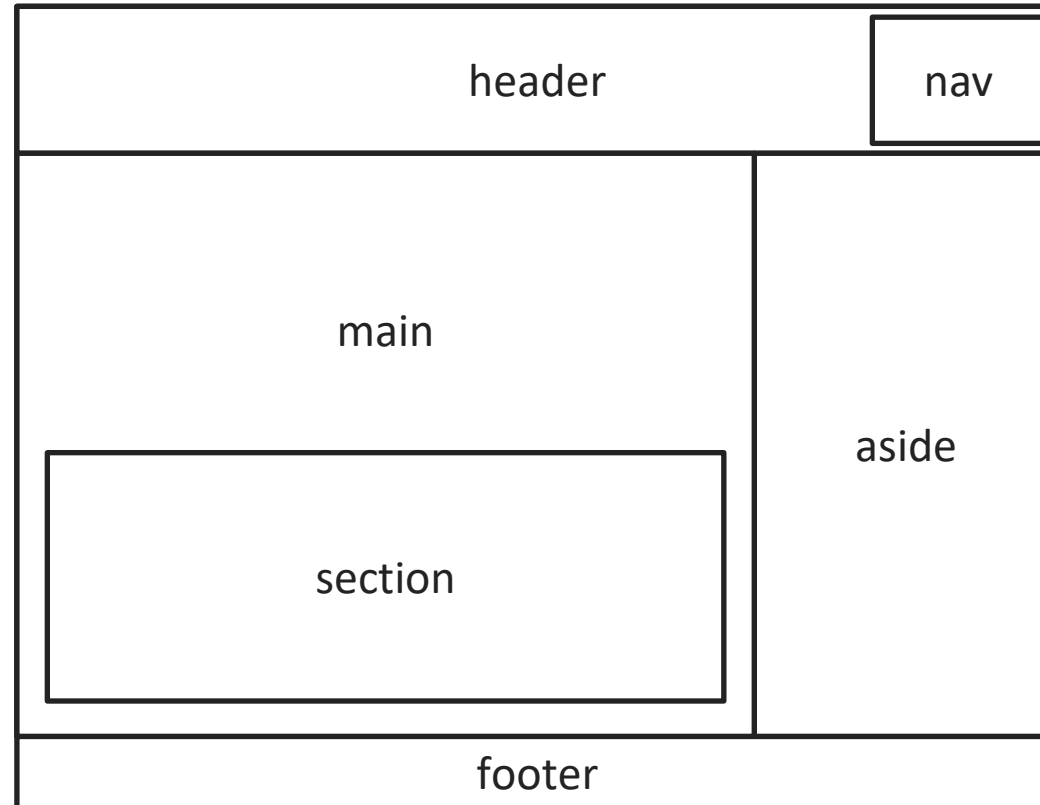 header
nav
main
aside
section
footer